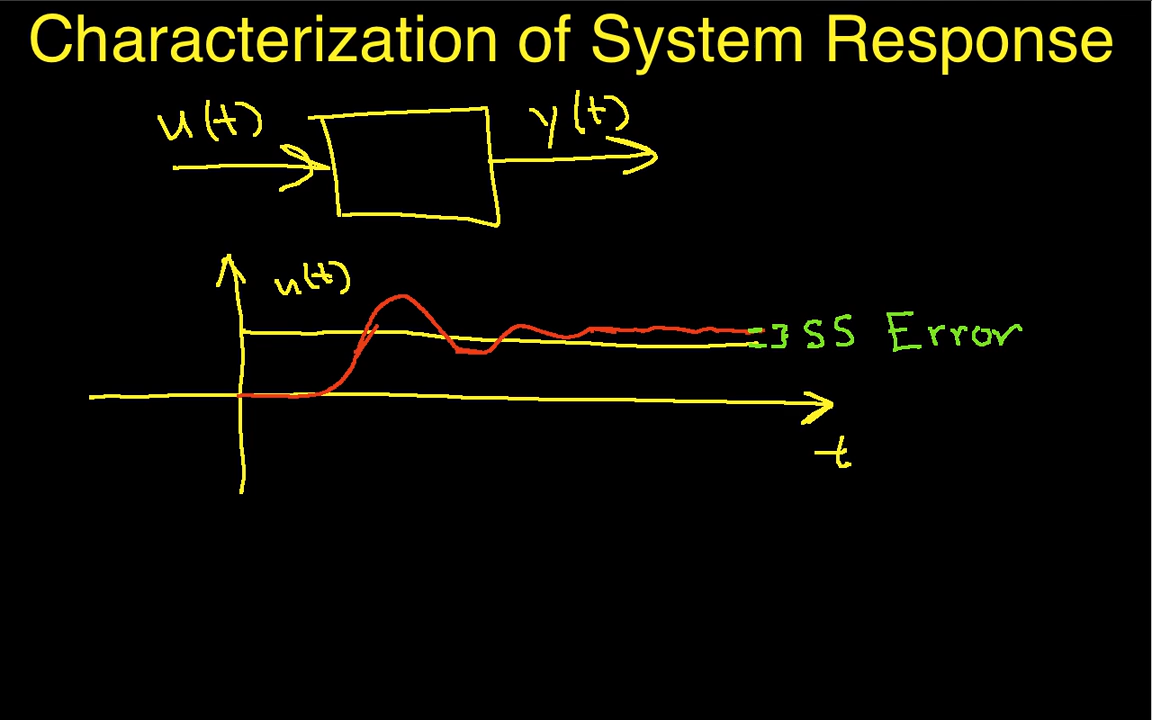 Characterization of System Response
u(t) y(t)
u(t)
SS Error
t